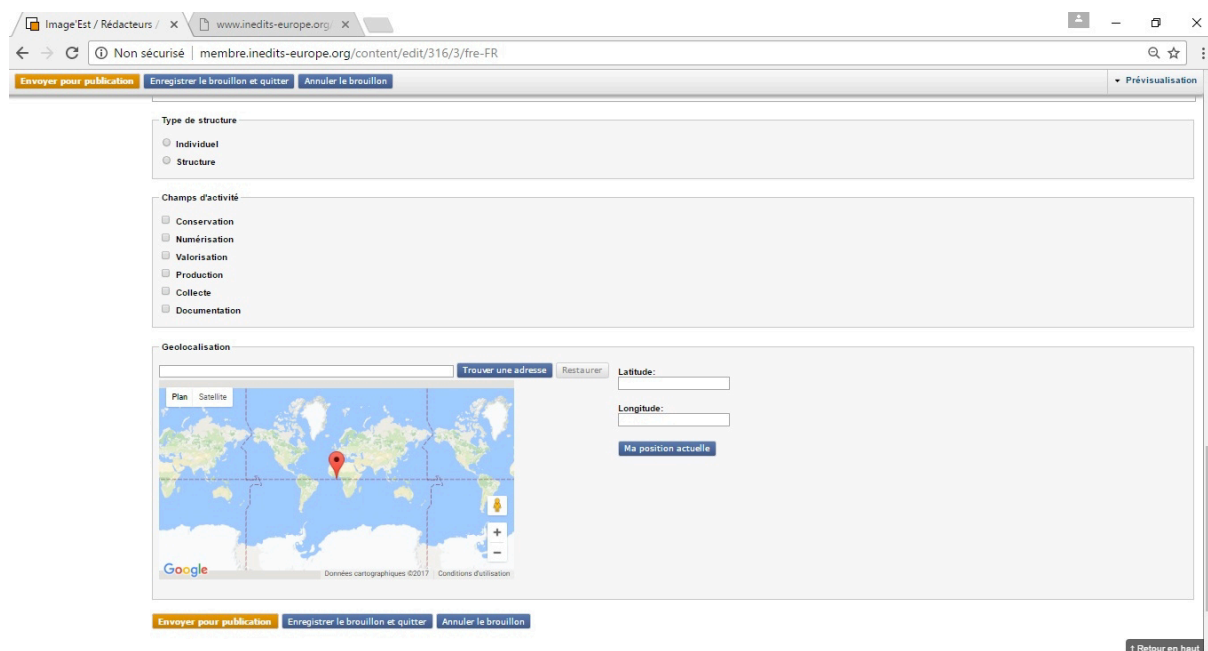 Image'Est / Rédacteurs /
www.inedits-europe.org/
Non sécurisé | membre.inedits-europe.org/content/edit/316/3/fre-FR
Envoyer pour publication Enregistrer le brouillon et quitter Annuler le brouillon Prévisualisation
Type de structure
Individuel
Structure
Champs d'activité
Conservation
Numérisation
Valorisation
Production
Collecte
Documentation
Geolocalisation
Trouver une adresse Restaurer Latitude:
Plan Satellite
Longitude:
Ma position actuelle
Google Données cartographiques ©2017 Conditions d'utilisation
Envoyer pour publication Enregistrer le brouillon et quitter Annuler le brouillon
↑ Retour en haut